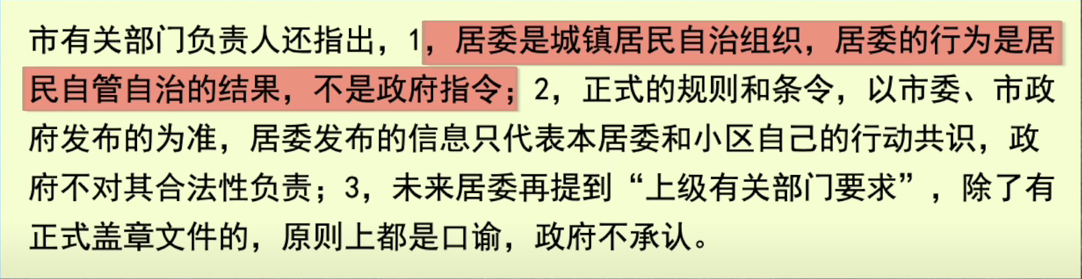 市有关部门负责人还指出，1，居委是城镇居民自治组织，居委的行为是居
民自管自治的结果，不是政府指令；2，正式的规则和条令，以市委、市政
府发布的为准，居委发布的信息只代表本居委和小区自己的行动共识，政
府不对其合法性负责；3，未来居委再提到“上级有关部门要求”，除了有
正式盖章文件的，原则上都是口谕，政府不承认。